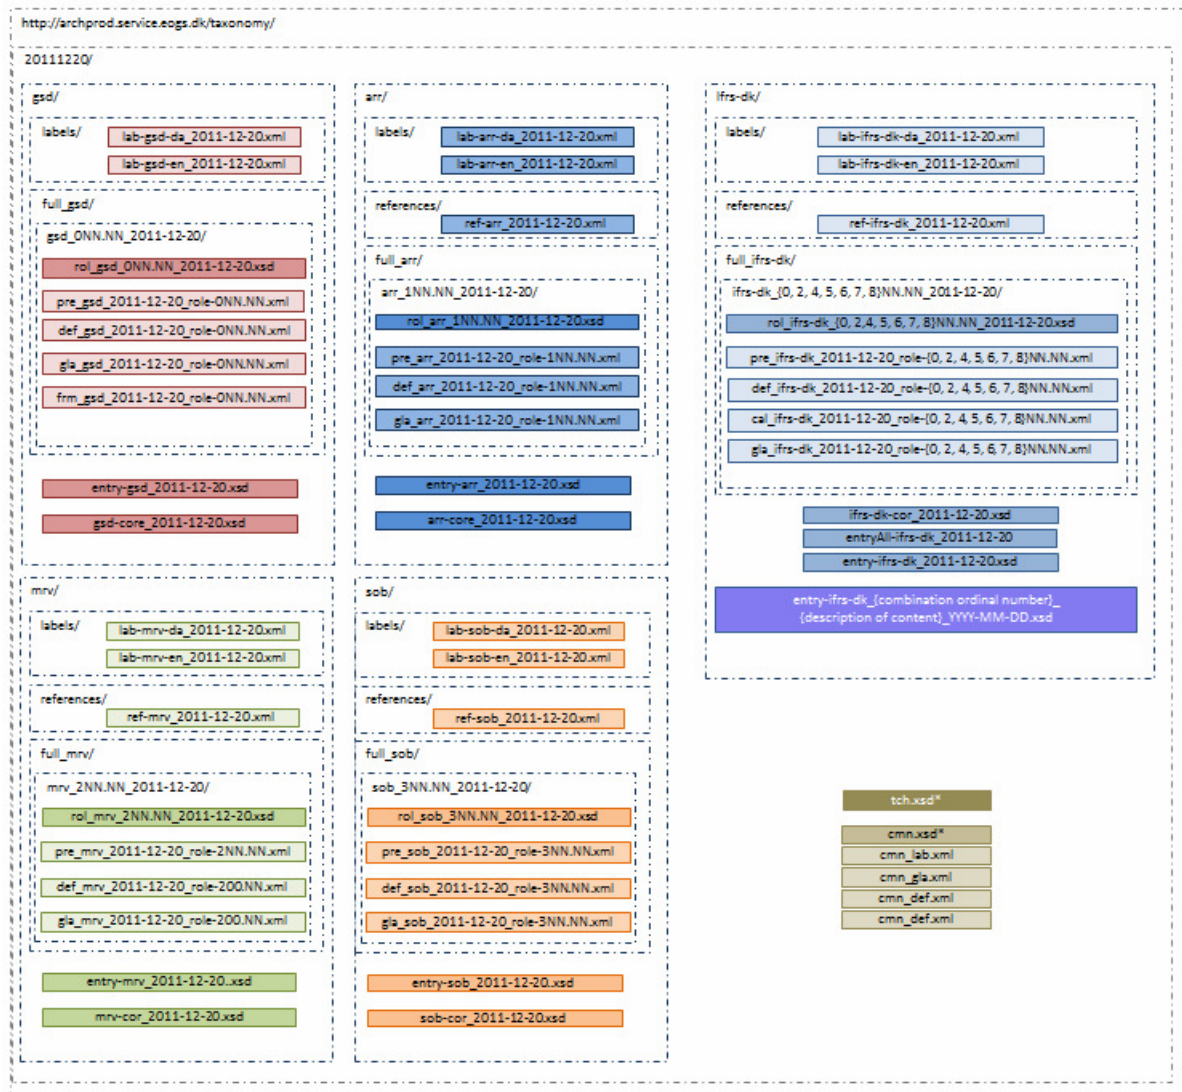 http://archprod.service.eogs.dk/taxonomy/
20111220/
gsd/
labels/
lab-gsd-da_2011-12-20.xml
lab-gsd-en_2011-12-20.xml
full_gsd/
gsd_0NN.NN_2011-12-20/
rol_gsd_0NN.NN_2011-12-20.xsd
pre_gsd_2011-12-20_role-0NN.NN.xml
def_gsd_2011-12-20_role-0NN.NN.xml
gla_gsd_2011-12-20_role-0NN.NN.xml
frm_gsd_2011-12-20_role-0NN.NN.xml
entry-gsd_2011-12-20.xsd
gsd-core_2011-12-20.xsd
arr/
labels/
lab-arr-da_2011-12-20.xml
lab-arr-en_2011-12-20.xml
references/
ref-arr_2011-12-20.xml
full_arr/
arr_1NN.NN_2011-12-20/
rol_arr_1NN.NN_2011-12-20.xsd
pre_arr_2011-12-20_role-1NN.NN.xml
def_arr_2011-12-20_role-1NN.NN.xml
gla_arr_2011-12-20_role-1NN.NN.xml
entry-arr_2011-12-20.xsd
arr-core_2011-12-20.xsd
ifrs-dk/
labels/
lab-ifrs-dk-da_2011-12-20.xml
lab-ifrs-dk-en_2011-12-20.xml
references/
ref-ifrs-dk_2011-12-20.xml
full_ifrs-dk/
ifrs-dk_{0, 2, 4, 5, 6, 7, 8}NN.NN_2011-12-20/
rol_ifrs-dk_{0, 2,4, 5, 6, 7, 8}NN.NN_2011-12-20.xsd
pre_ifrs-dk_2011-12-20_role-{0, 2, 4, 5, 6, 7, 8}NN.NN.xml
def_ifrs-dk_2011-12-20_role-{0, 2, 4, 5, 6, 7, 8}NN.NN.xml
cal_ifrs-dk_2011-12-20_role-{0, 2, 4, 5, 6, 7, 8}NN.NN.xml
gla_ifrs-dk_2011-12-20_role-{0, 2, 4, 5, 6, 7, 8}NN.NN.xml
ifrs-dk-cor_2011-12-20.xsd
entryAll-ifrs-dk_2011-12-20
entry-ifrs-dk_2011-12-20.xsd
entry-ifrs-dk_{combination ordinal number}_
{description of content}_YYYY-MM-DD.xsd
mrv/
labels/
lab-mrv-da_2011-12-20.xml
lab-mrv-en_2011-12-20.xml
references/
ref-mrv_2011-12-20.xml
full_mrv/
mrv_2NN.NN_2011-12-20/
rol_mrv_2NN.NN_2011-12-20.xsd
pre_mrv_2011-12-20_role-2NN.NN.xml
def_mrv_2011-12-20_role-200.NN.xml
gla_mrv_2011-12-20_role-200.NN.xml
entry-mrv_2011-12-20..xsd
mrv-cor_2011-12-20.xsd
sob/
labels/
lab-sob-da_2011-12-20.xml
lab-sob-en_2011-12-20.xml
references/
ref-sob_2011-12-20.xml
full_sob/
sob_3NN.NN_2011-12-20/
rol_sob_3NN.NN_2011-12-20.xsd
pre_sob_2011-12-20_role-3NN.NN.xml
def_sob_2011-12-20_role-3NN.NN.xml
gla_sob_2011-12-20_role-3NN.NN.xml
entry-sob_2011-12-20..xsd
sob-cor_2011-12-20.xsd
tch.xsd*
cmn.xsd*
cmn_lab.xml
cmn_gla.xml
cmn_def.xml
cmn_def.xml